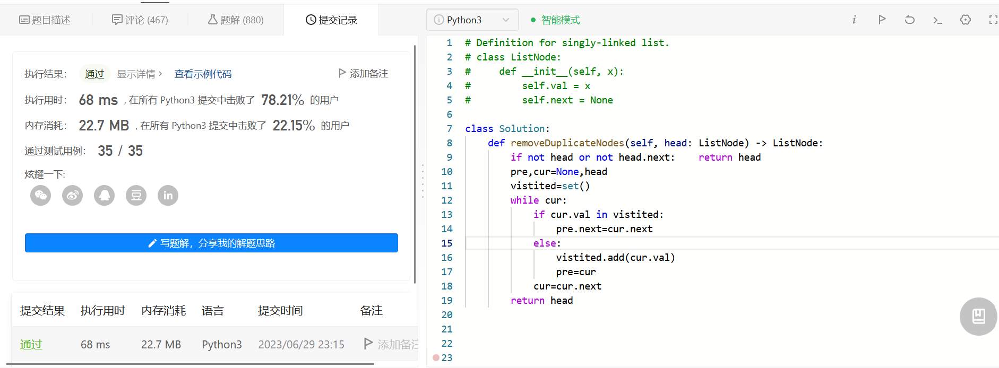 题目描述
评论 (467)
题解 (880)
提交记录
执行结果：
通过
显示详情 >
查看示例代码
添加备注
执行用时：
68 ms
, 在所有 Python3 提交中击败了
78.21%
的用户
内存消耗：
22.7 MB
, 在所有 Python3 提交中击败了
22.15%
的用户
通过测试用例：
35 / 35
炫耀一下:
豆
in
写题解，分享我的解题思路
提交结果 执行用时 内存消耗 语言 提交时间 备注
通过 68 ms 22.7 MB Python3 2023/06/29 23:15 添加备注
i Python3
智能模式
i
1 # Definition for singly-linked list.
2 # class ListNode:
3 #     def __init__(self, x):
4 #         self.val = x
5 #         self.next = None
6
7 class Solution:
8     def removeDuplicateNodes(self, head: ListNode) -> ListNode:
9         if not head or not head.next:    return head
10         pre,cur=None,head
11         vistited=set()
12         while cur:
13             if cur.val in vistited:
14                 pre.next=cur.next
15             else:
16                 vistited.add(cur.val)
17                 pre=cur
18             cur=cur.next
19         return head
20
21
22
23